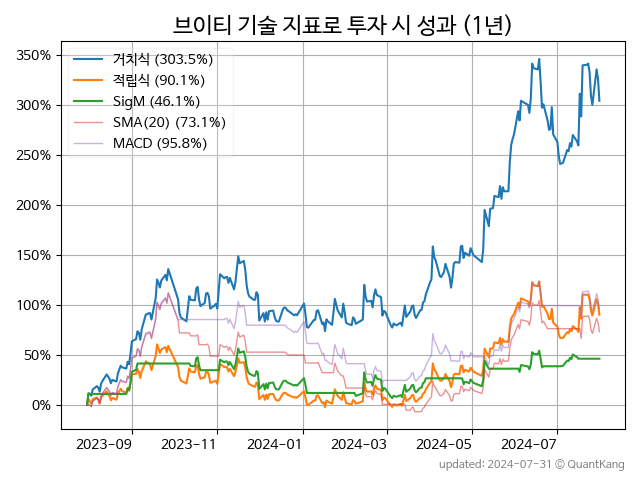 브이티 기술 지표로 투자 시 성과 (1년)
350%
300%
250%
200%
150%
100%
50%
0%
거치식 (303.5%)
적립식 (90.1%)
SigM (46.1%)
SMA(20) (73.1%)
MACD (95.8%)
2023-09 2023-11 2024-01 2024-03 2024-05 2024-07
updated: 2024-07-31 © QuantKang